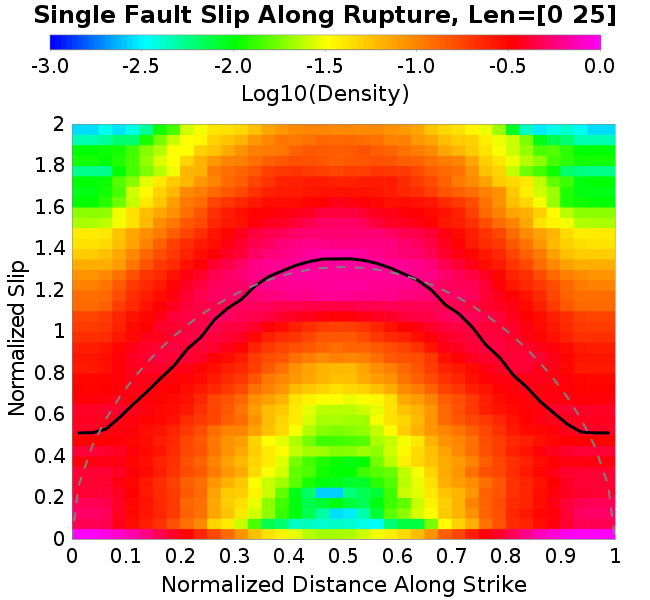 Single Fault Slip Along Rupture, Len=[0 25]
-3.0 -2.5 -2.0 -1.5 -1.0 -0.5 0.0
Log10(Density)
2
1.8
1.6
1.4
1.2
1
0.8
0.6
0.4
0.2
0
Normalized Slip
0 0.1 0.2 0.3 0.4 0.5 0.6 0.7 0.8 0.9 1
Normalized Distance Along Strike